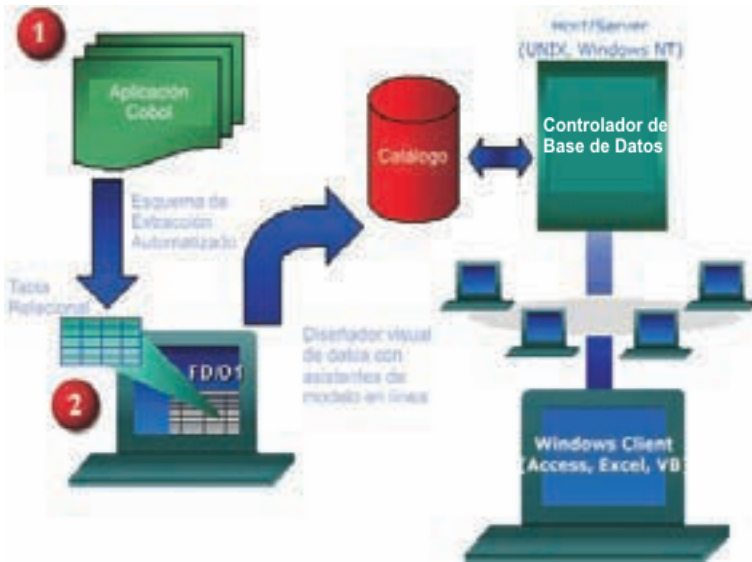 1
Aplicación
Cobol
Esquema de
Extracción
Automatizado
Tabla
Relacional
2
FD/01
Diseñador visual
de datos con
asistentes de
modelo en línea
Catálogo
Host/Server
(UNIX, Windows NT)
Controlador de
Base de Datos
Windows Client
(Access, Excel, VB)